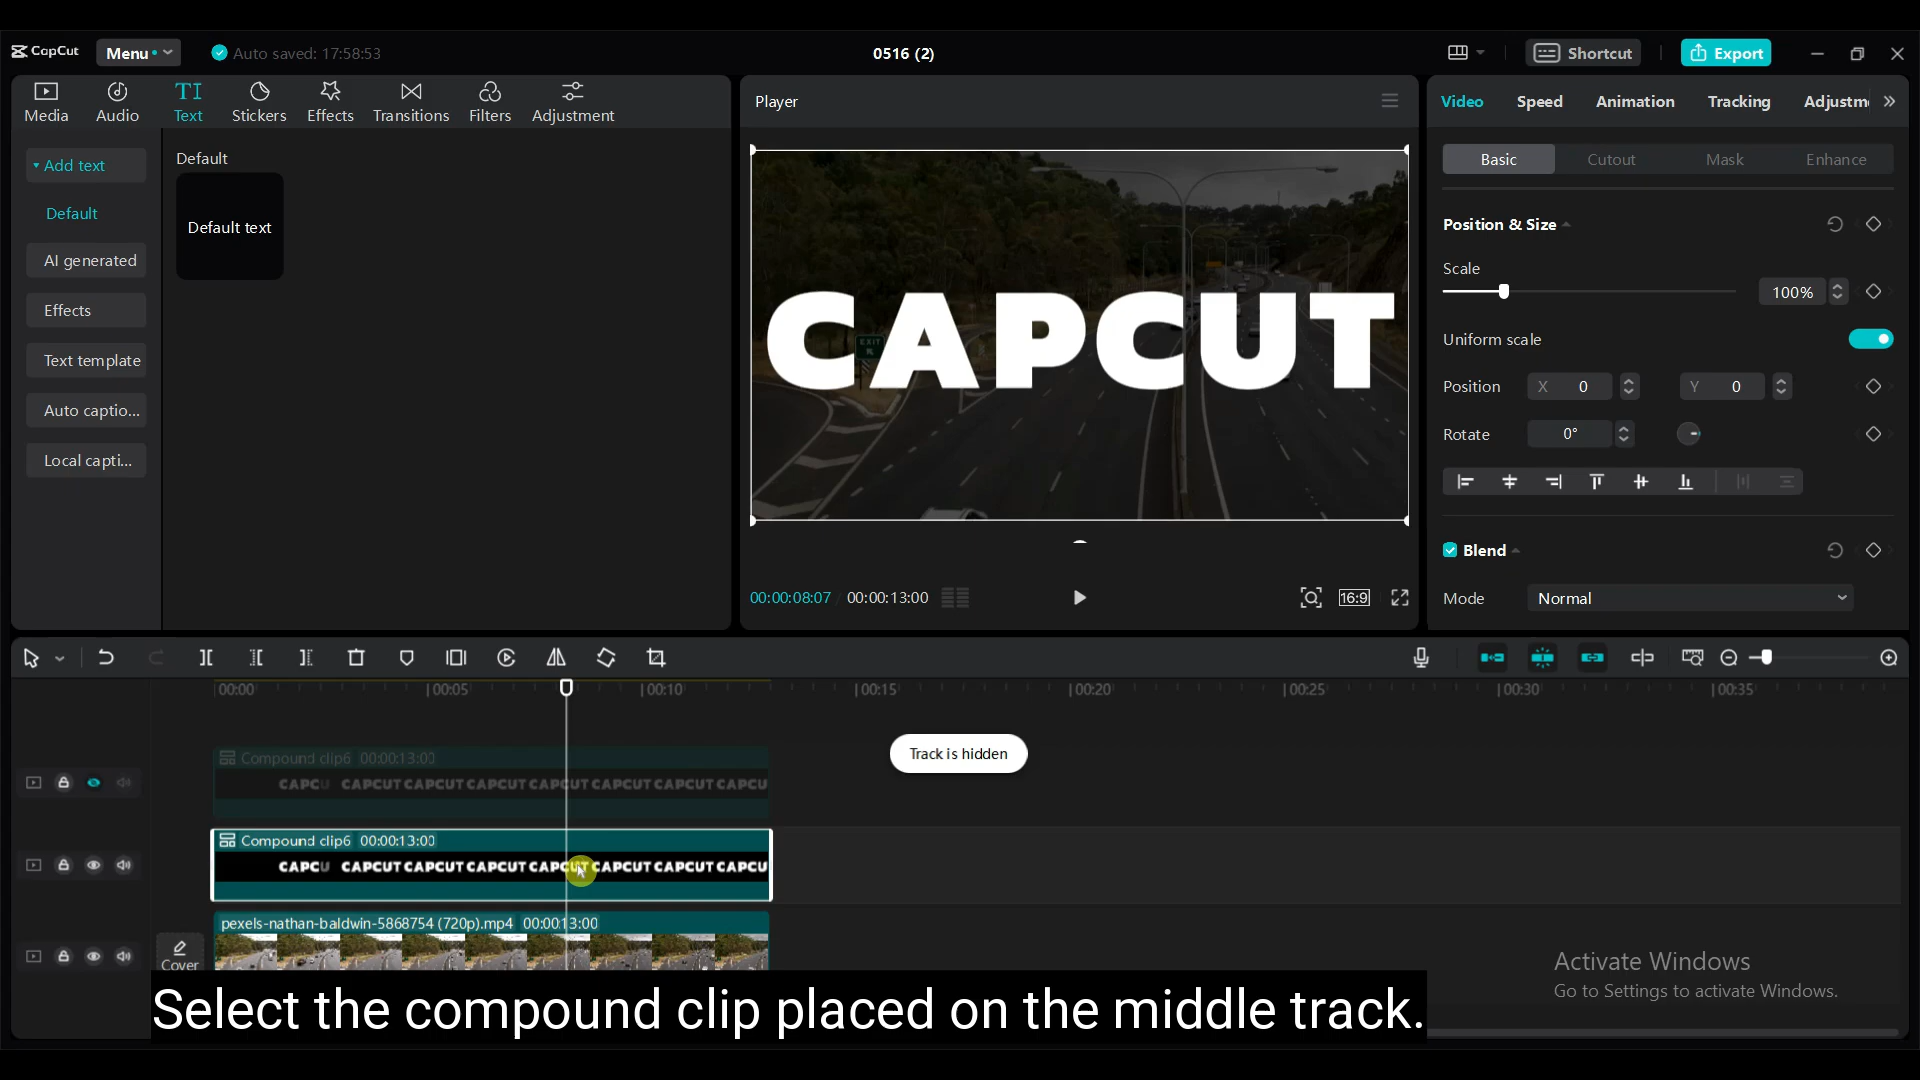 CapCut
Menu
Auto saved: 17:58:53
0516 (2)
Shortcut
Export
Media
Audio
TI
Text
Stickers
Effects
Transitions
Filters
Adjustment
Player
Video
Speed
Animation
Tracking
Adjustm
Add text
Default
AI generated
Effects
Text template
Auto captio...
Local capti...
Default
Default text
EXIT
CAPCUT
00:00:08:07
00:00:13:00
16:9
Basic
Cutout
Mask
Enhance
Position & Size
Scale
100%
Uniform scale
Position
X 0
Y 0
Rotate
0°
Blend
Mode
Normal
00:00
00:05
00:10
00:15
00:20
00:25
00:30
00:35
Compound clip6 00:00:13:00
CAPCU CAPCUT CAPCUT CAPCUT CAPCUT CAPCUT CAPCUT CAPCU
Track is hidden
Compound clip6 00:00:13:00
CAPCU CAPCUT CAPCUT CAPCUT CAPCUT CAPCUT CAPCUT CAPCU
pexels-nathan-baldwin-5868754 (720p).mp4 00:00:13:00
Cover
Activate Windows
Go to Settings to activate Windows.
Select the compound clip placed on the middle track.